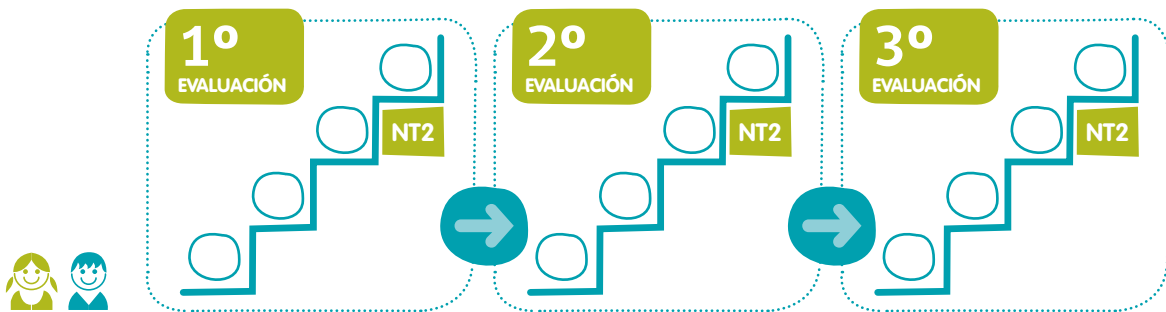 1º
EVALUACIÓN
NT2
2º
EVALUACIÓN
NT2
3º
EVALUACIÓN
NT2